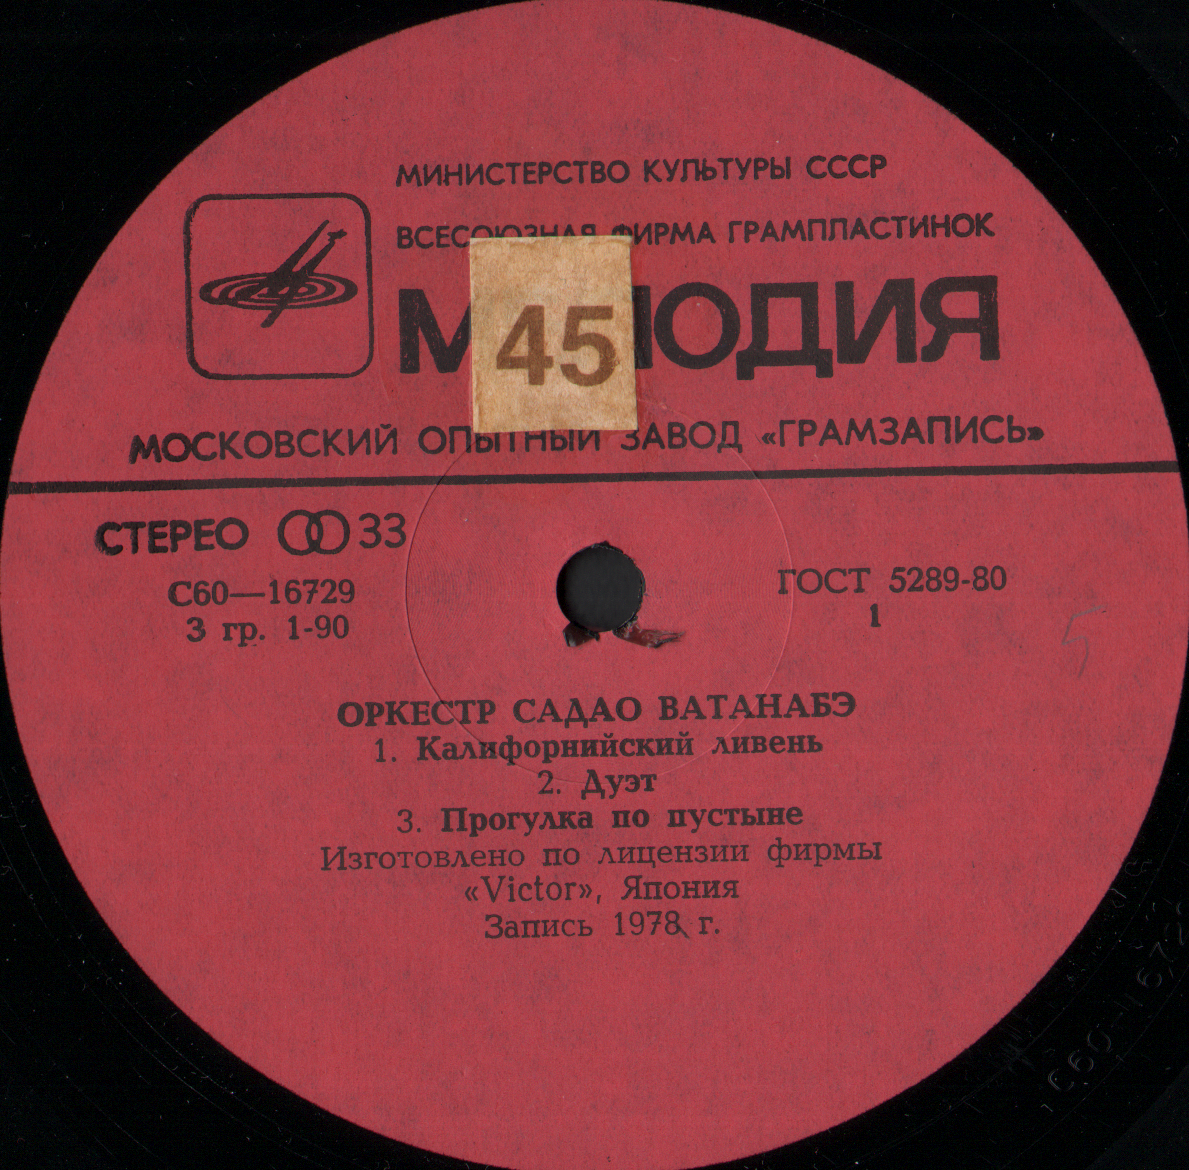 МИНИСТЕРСТВО КУЛЬТУРЫ СССР
ВСЕСОЮЗНАЯ ФИРМА ГРАМПЛАСТИНОК
45
МОСКОВСКИЙ ОПЫТНЫЙ ЗАВОД «ГРАМЗАПИСЬ»
СТЕРЕО 33
С60—16729
3 гр. 1-90
ГОСТ 5289-80
1
5
ОРКЕСТР САДАО ВАТАНАБЭ
1. Калифорнийский ливень
2. Дуэт
3. Прогулка по пустыне
Изготовлено по лицензии фирмы
«Victor», Япония
Запись 1978 г.